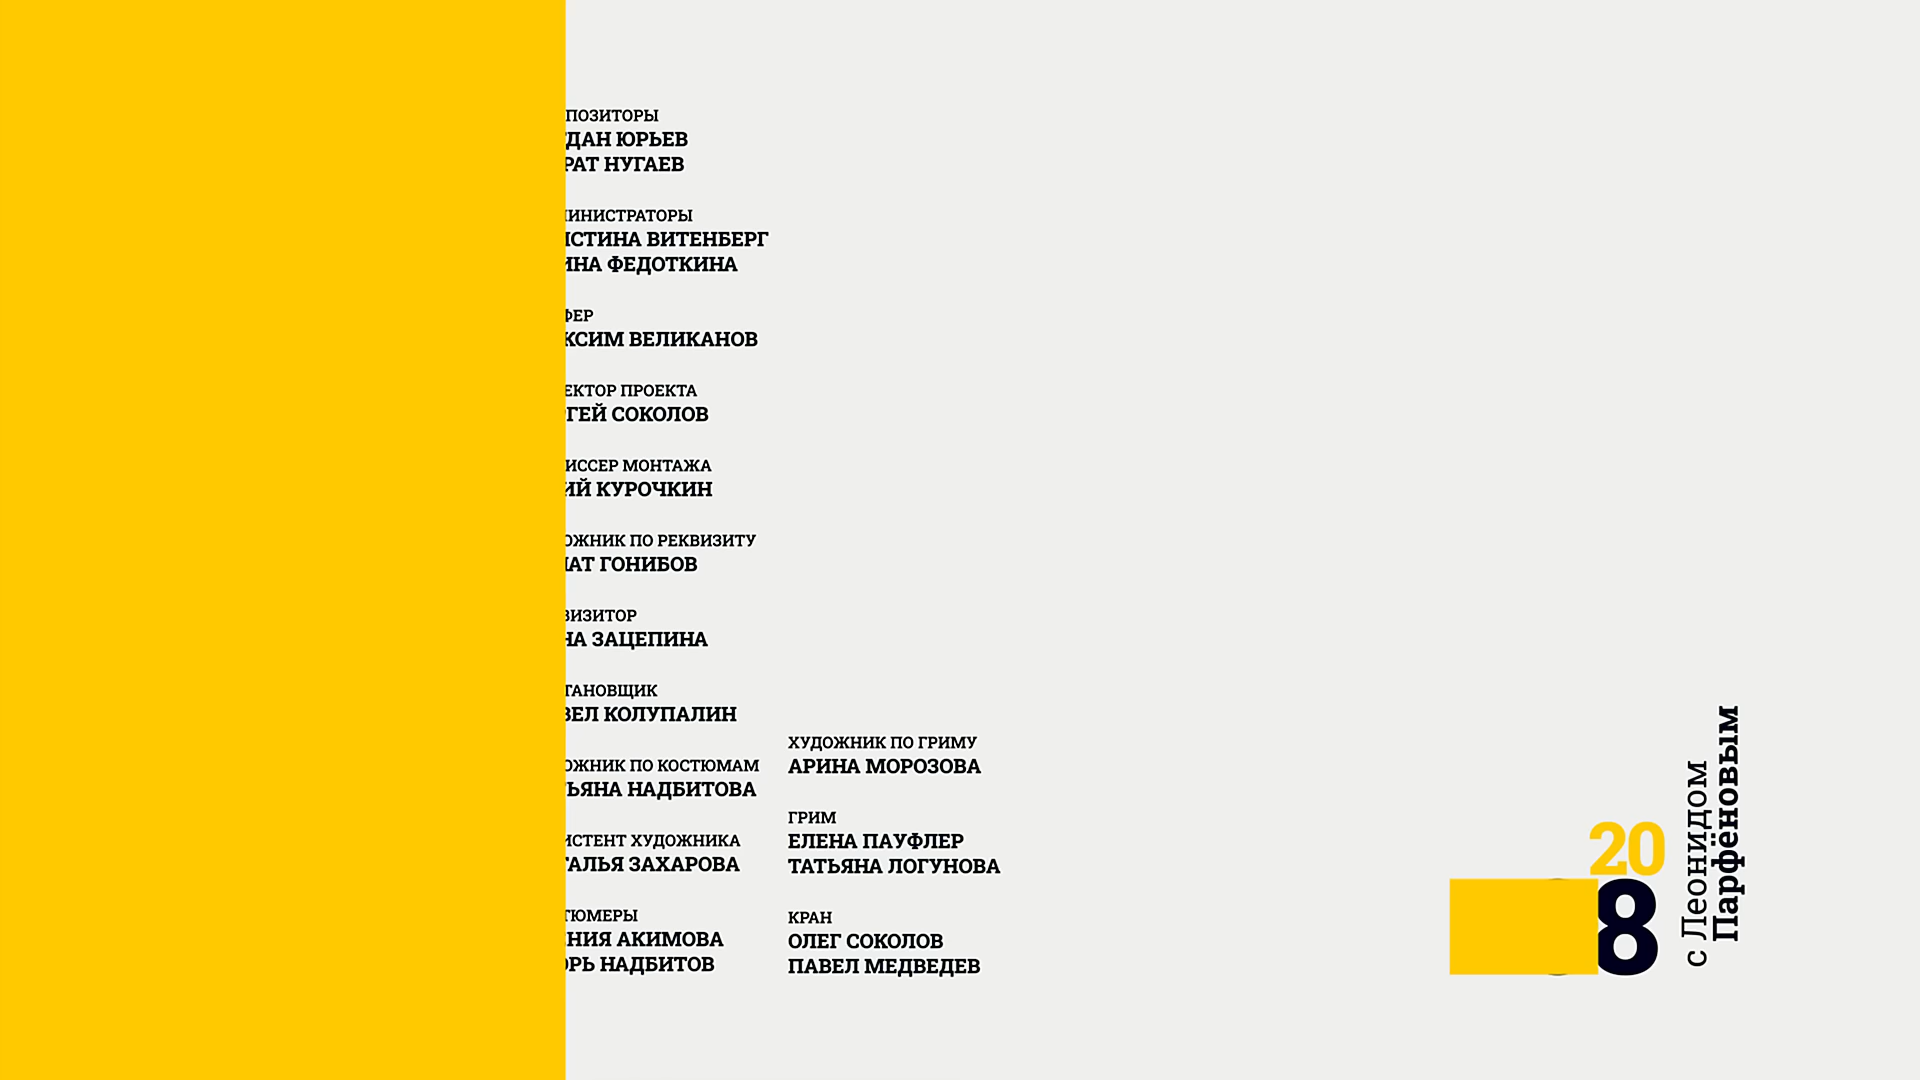 ПОЗИТОРЫ
ДАН ЮРЬЕВ
РАТ НУГАЕВ
ИНИСТРАТОРЫ
СТИНА ВИТЕНБЕРГ
ИНА ФЕДОТКИНА
ФЕР
КСИМ ВЕЛИКАНОВ
ЕКТОР ПРОЕКТА
ГЕЙ СОКОЛОВ
ИССЕР МОНТАЖА
ИЙ КУРОЧКИН
ОЖНИК ПО РЕКВИЗИТУ
АТ ГОНИБОВ
ВИЗИТОР
НА ЗАЦЕПИНА
ТАНОВЩИК
ВЕЛ КОЛУПАЛИН
ОЖНИК ПО КОСТЮМАМ
ЬЯНА НАДБИТОВА
ИСТЕНТ ХУДОЖНИКА
ТАЛЬЯ ЗАХАРОВА
ТЮМЕРЫ
НИЯ АКИМОВА
ОРЬ НАДБИТОВ
ХУДОЖНИК ПО ГРИМУ
АРИНА МОРОЗОВА
ГРИМ
ЕЛЕНА ПАУФЛЕР
ТАТЬЯНА ЛОГУНОВА
КРАН
ОЛЕГ СОКОЛОВ
ПАВЕЛ МЕДВЕДЕВ
20
8
с Леонидом
Парфёновым